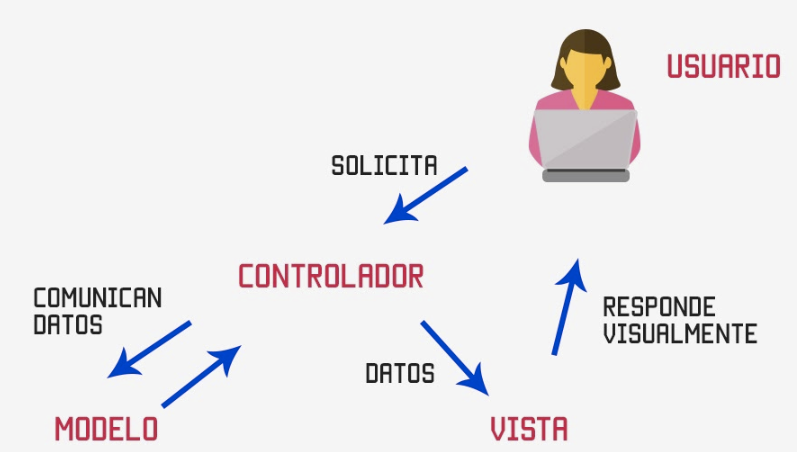 USUARIO
SOLICITA
CONTROLADOR
COMUNICAN
DATOS
RESPONDE
VISUALMENTE
DATOS
MODELO
VISTA